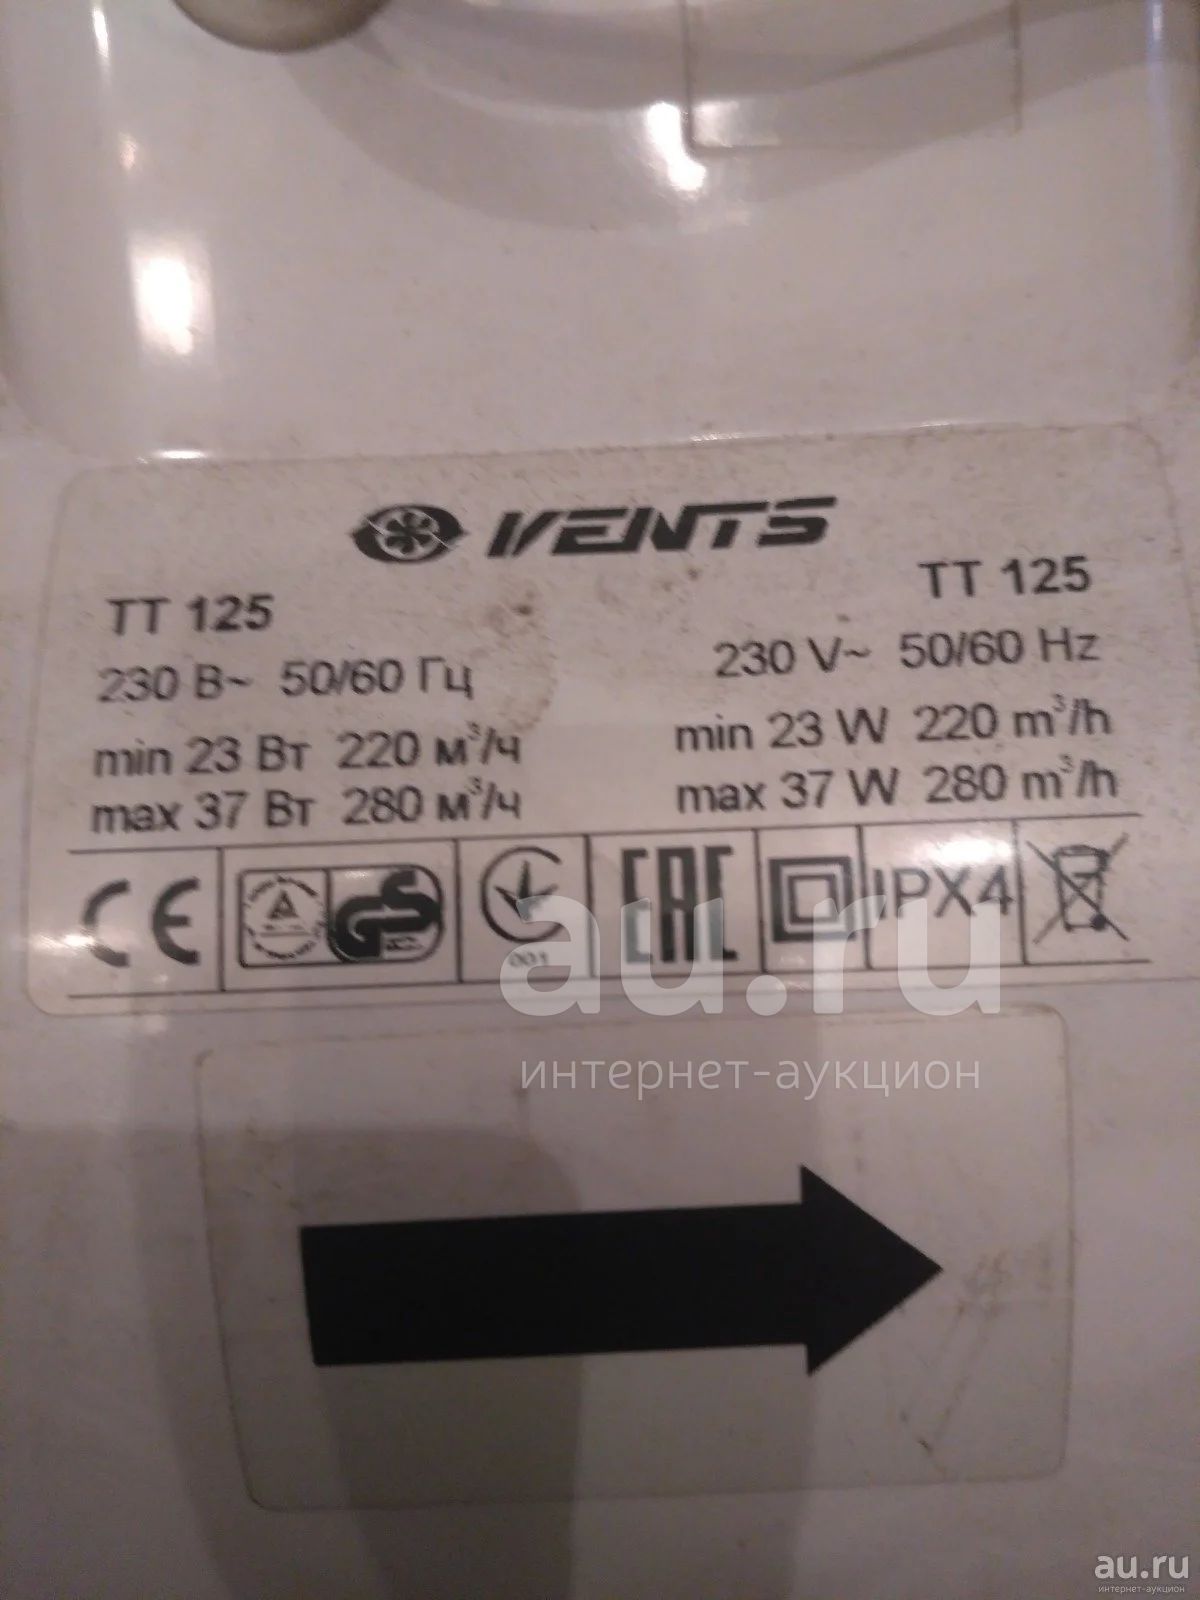 VENTS
ТТ 125
230 В~ 50/60 Гц
min 23 Вт 220 м³/ч
max 37 Вт 280 м³/ч
TT 125
230 V~ 50/60 Hz
min 23 W 220 m³/h
max 37 W 280 m³/h
CE
GS
001
EAC
IPX4
au.ru
интернет-аукцион
au.ru
интернет-аукцион